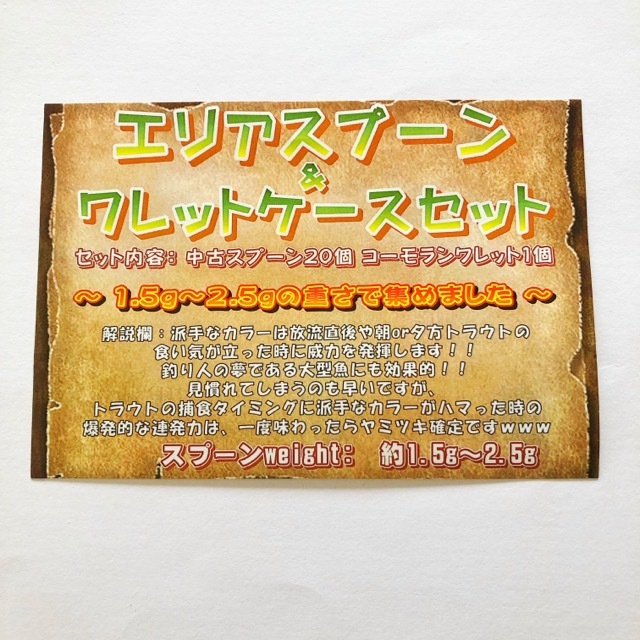 エリアスプーン
&
ワレットケースセット
セット内容：中古スプーン20個 コーモランワレット1個
～ 1.5g～2.5gの重さで集めました ～
解説欄：派手なカラーは放流直後や朝or夕方トラウトの
食い気が立った時に威力を発揮します！！
釣り人の夢である大型魚にも効果的！！
見慣れてしまうのも早いですが、
トラウトの捕食タイミングに派手なカラーがハマった時の
爆発的な連発力は、一度味わったらヤミツキ確定ですｗｗｗ
スプーンweight： 約1.5g～2.5g